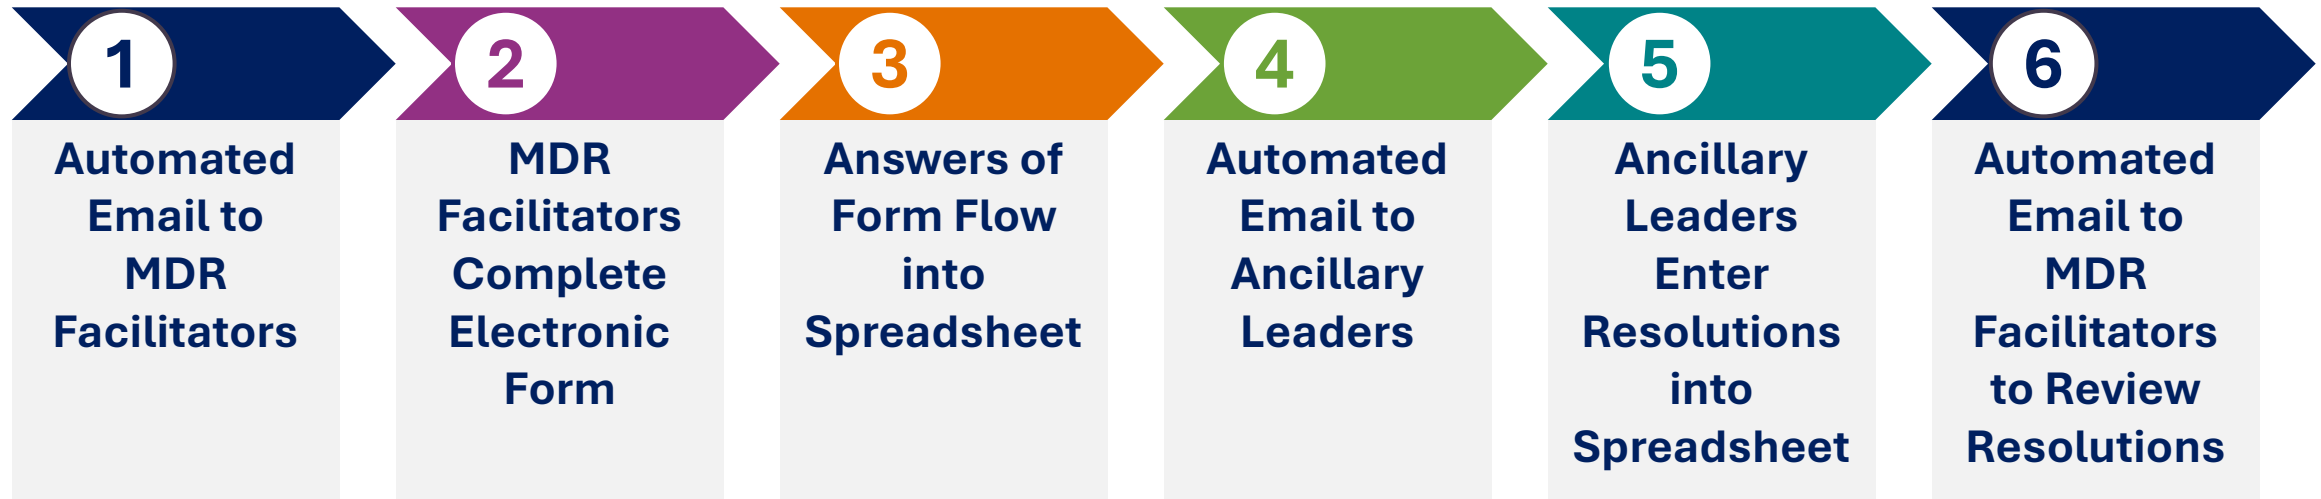 1
Automated
Email to
MDR
Facilitators
2
MDR
Facilitators
Complete
Electronic
Form
3
Answers of
Form Flow
into
Spreadsheet
4
Automated
Email to
Ancillary
Leaders
5
Ancillary
Leaders
Enter
Resolutions
into
Spreadsheet
6
Automated
Email to
MDR
Facilitators
to Review
Resolutions